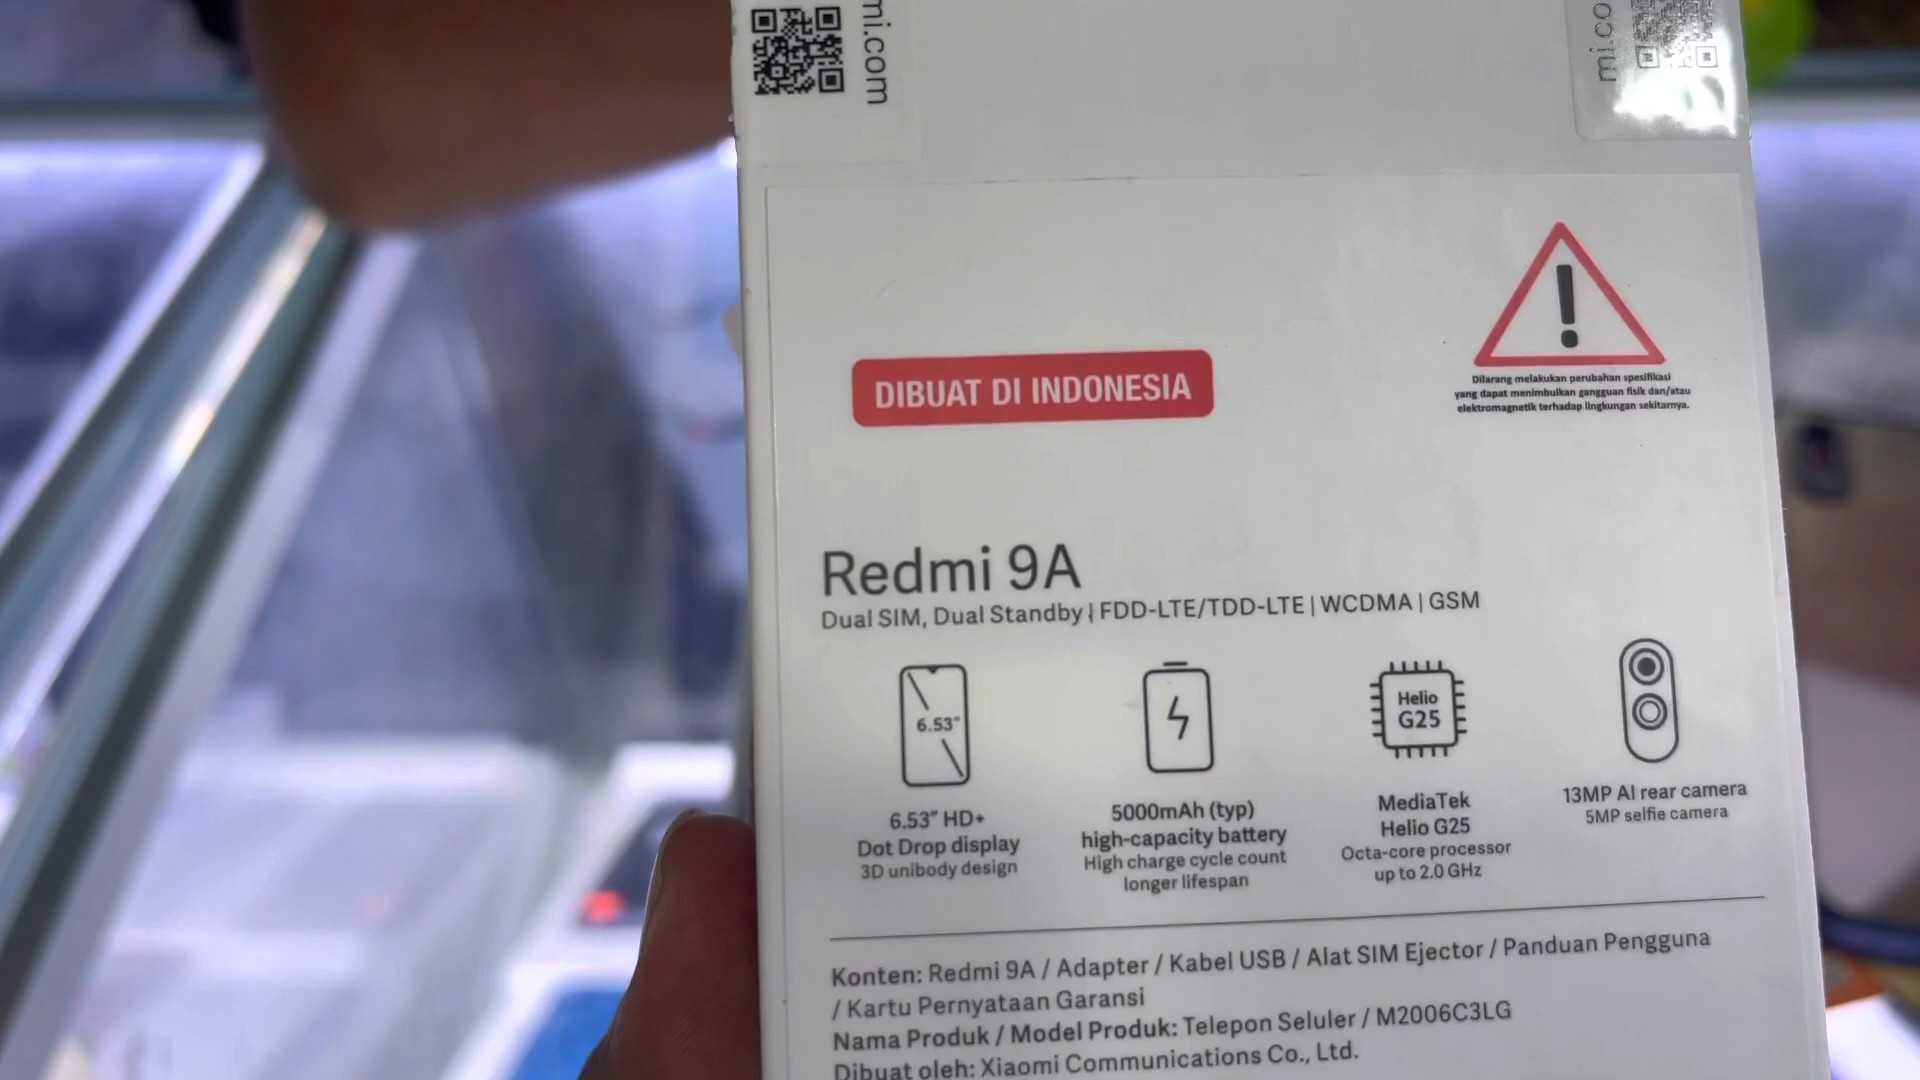 mi.com
mi.co
DIBUAT DI INDONESIA
Dilarang melakukan perubahan spesifikasi
yang dapat menimbulkan gangguan fisik dan/atau
elektromagnetik terhadap lingkungan sekitarnya.
Redmi 9A
Dual SIM, Dual Standby | FDD-LTE/TDD-LTE | WCDMA | GSM
6.53"
Helio
G25
6.53" HD+
Dot Drop display
3D unibody design
5000mAh (typ)
high-capacity battery
High charge cycle count
longer lifespan
MediaTek
Helio G25
Octa-core processor
up to 2.0 GHz
13MP AI rear camera
5MP selfie camera
Konten: Redmi 9A / Adapter / Kabel USB / Alat SIM Ejector / Panduan Pengguna
/ Kartu Pernyataan Garansi
Nama Produk / Model Produk: Telepon Seluler / M2006C3LG
Dibuat oleh: Xiaomi Communications Co., Ltd.